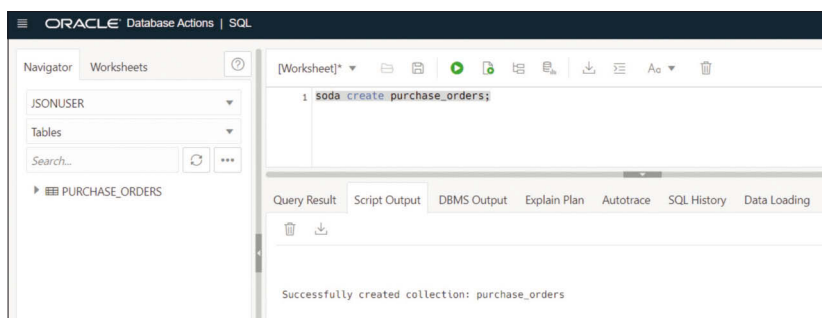 ORACLE Database Actions | SQL
Navigator Worksheets
[Worksheet]* Aa
JSONUSER
1 soda create purchase_orders;
Tables
Search...
PURCHASE_ORDERS
Query Result Script Output DBMS Output Explain Plan Autotrace SQL History Data Loading
Successfully created collection: purchase_orders